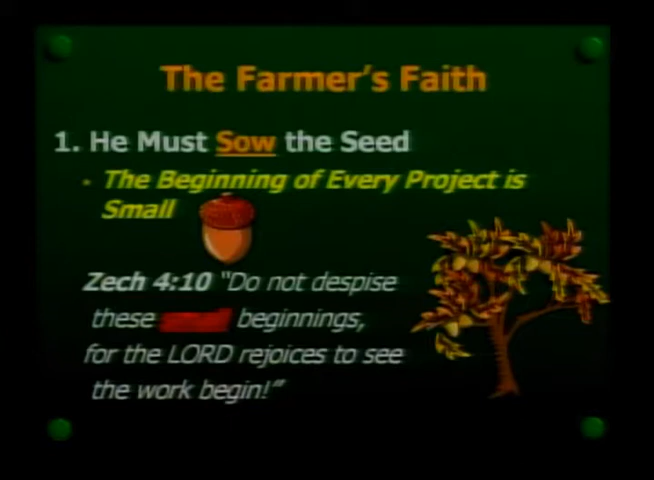 The Farmer's Faith
1. He Must Sow the Seed
• The Beginning of Every Project is
Small
Zech 4:10 "Do not despise
these beginnings,
for the LORD rejoices to see
the work begin!"